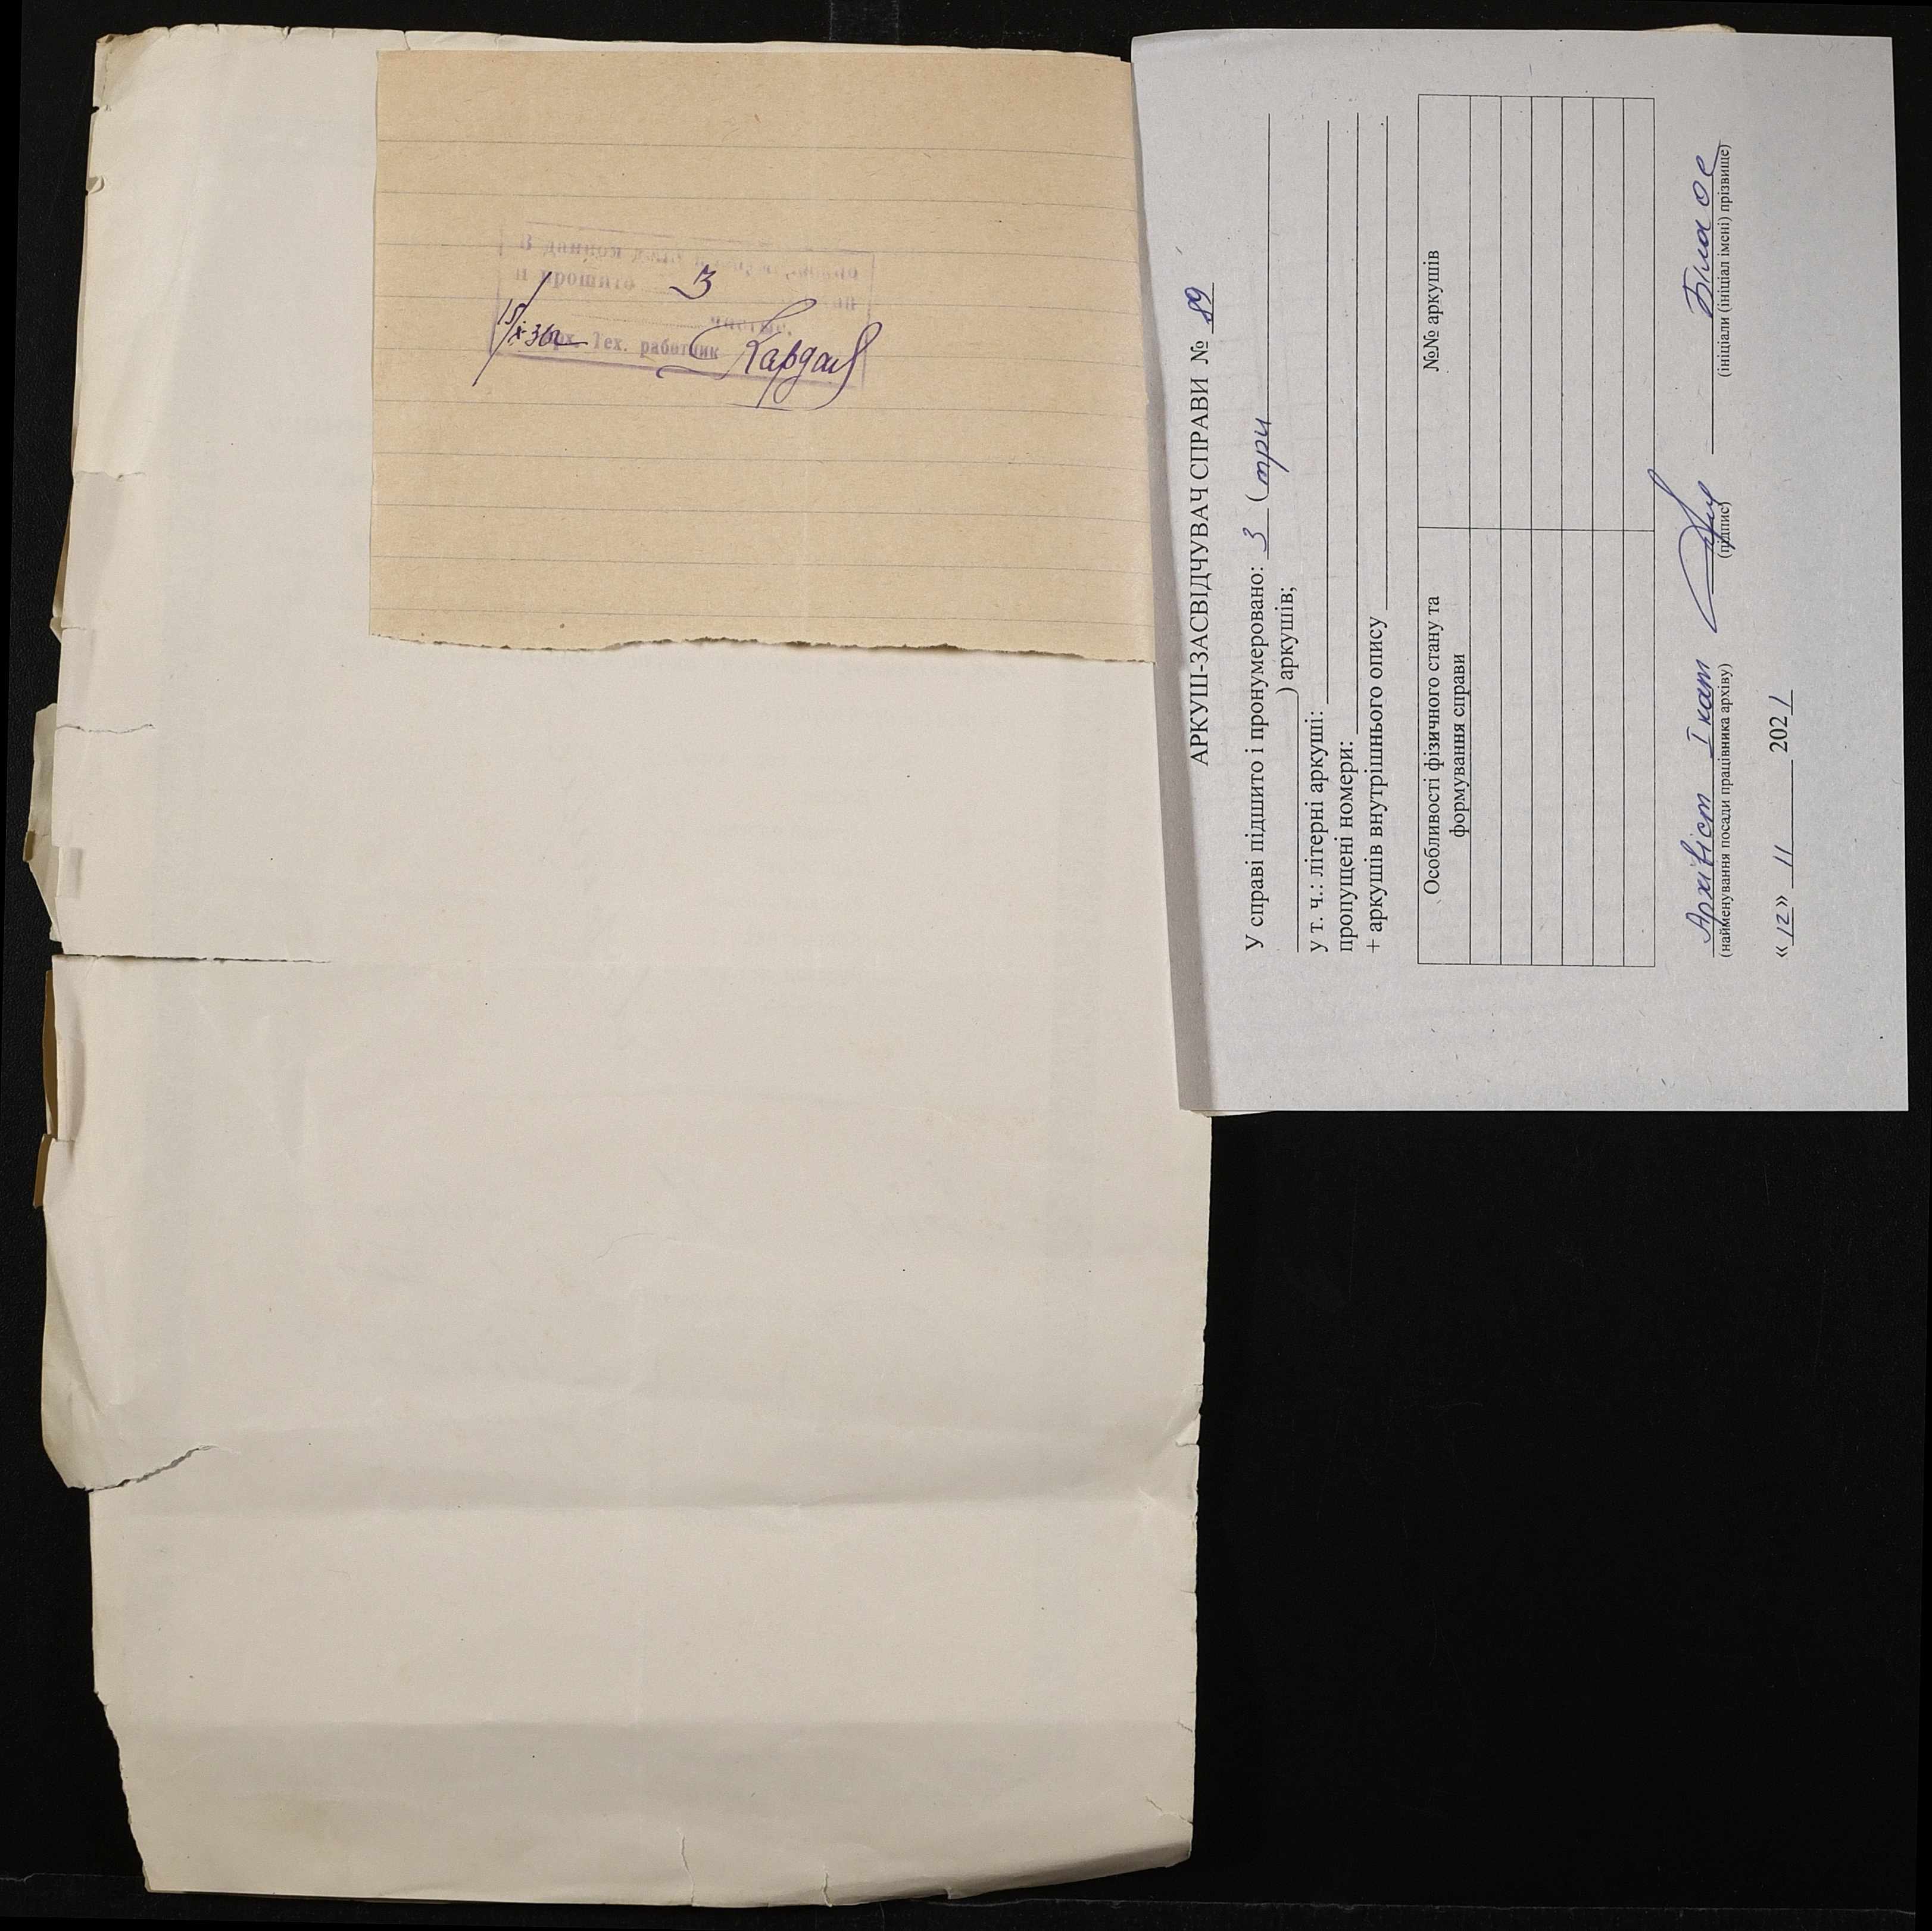 В данном деле
и прошито 3
15/X-36г Арх. Тех. работник
АРКУШ-ЗАСВІДЧУВАЧ СПРАВИ № 89
У справі підшито і пронумеровано: 3 ( три
) аркушів;
у т. ч.: літерні аркуші:
пропущені номери:
+ аркушів внутрішнього опису
Особливості фізичного стану та
формування справи
№№ аркушів
Архівіст І кат
(найменування посади працівника архіву)
(підпис)
(ініціали (ініціал імені) прізвище)
«12» 11 2021